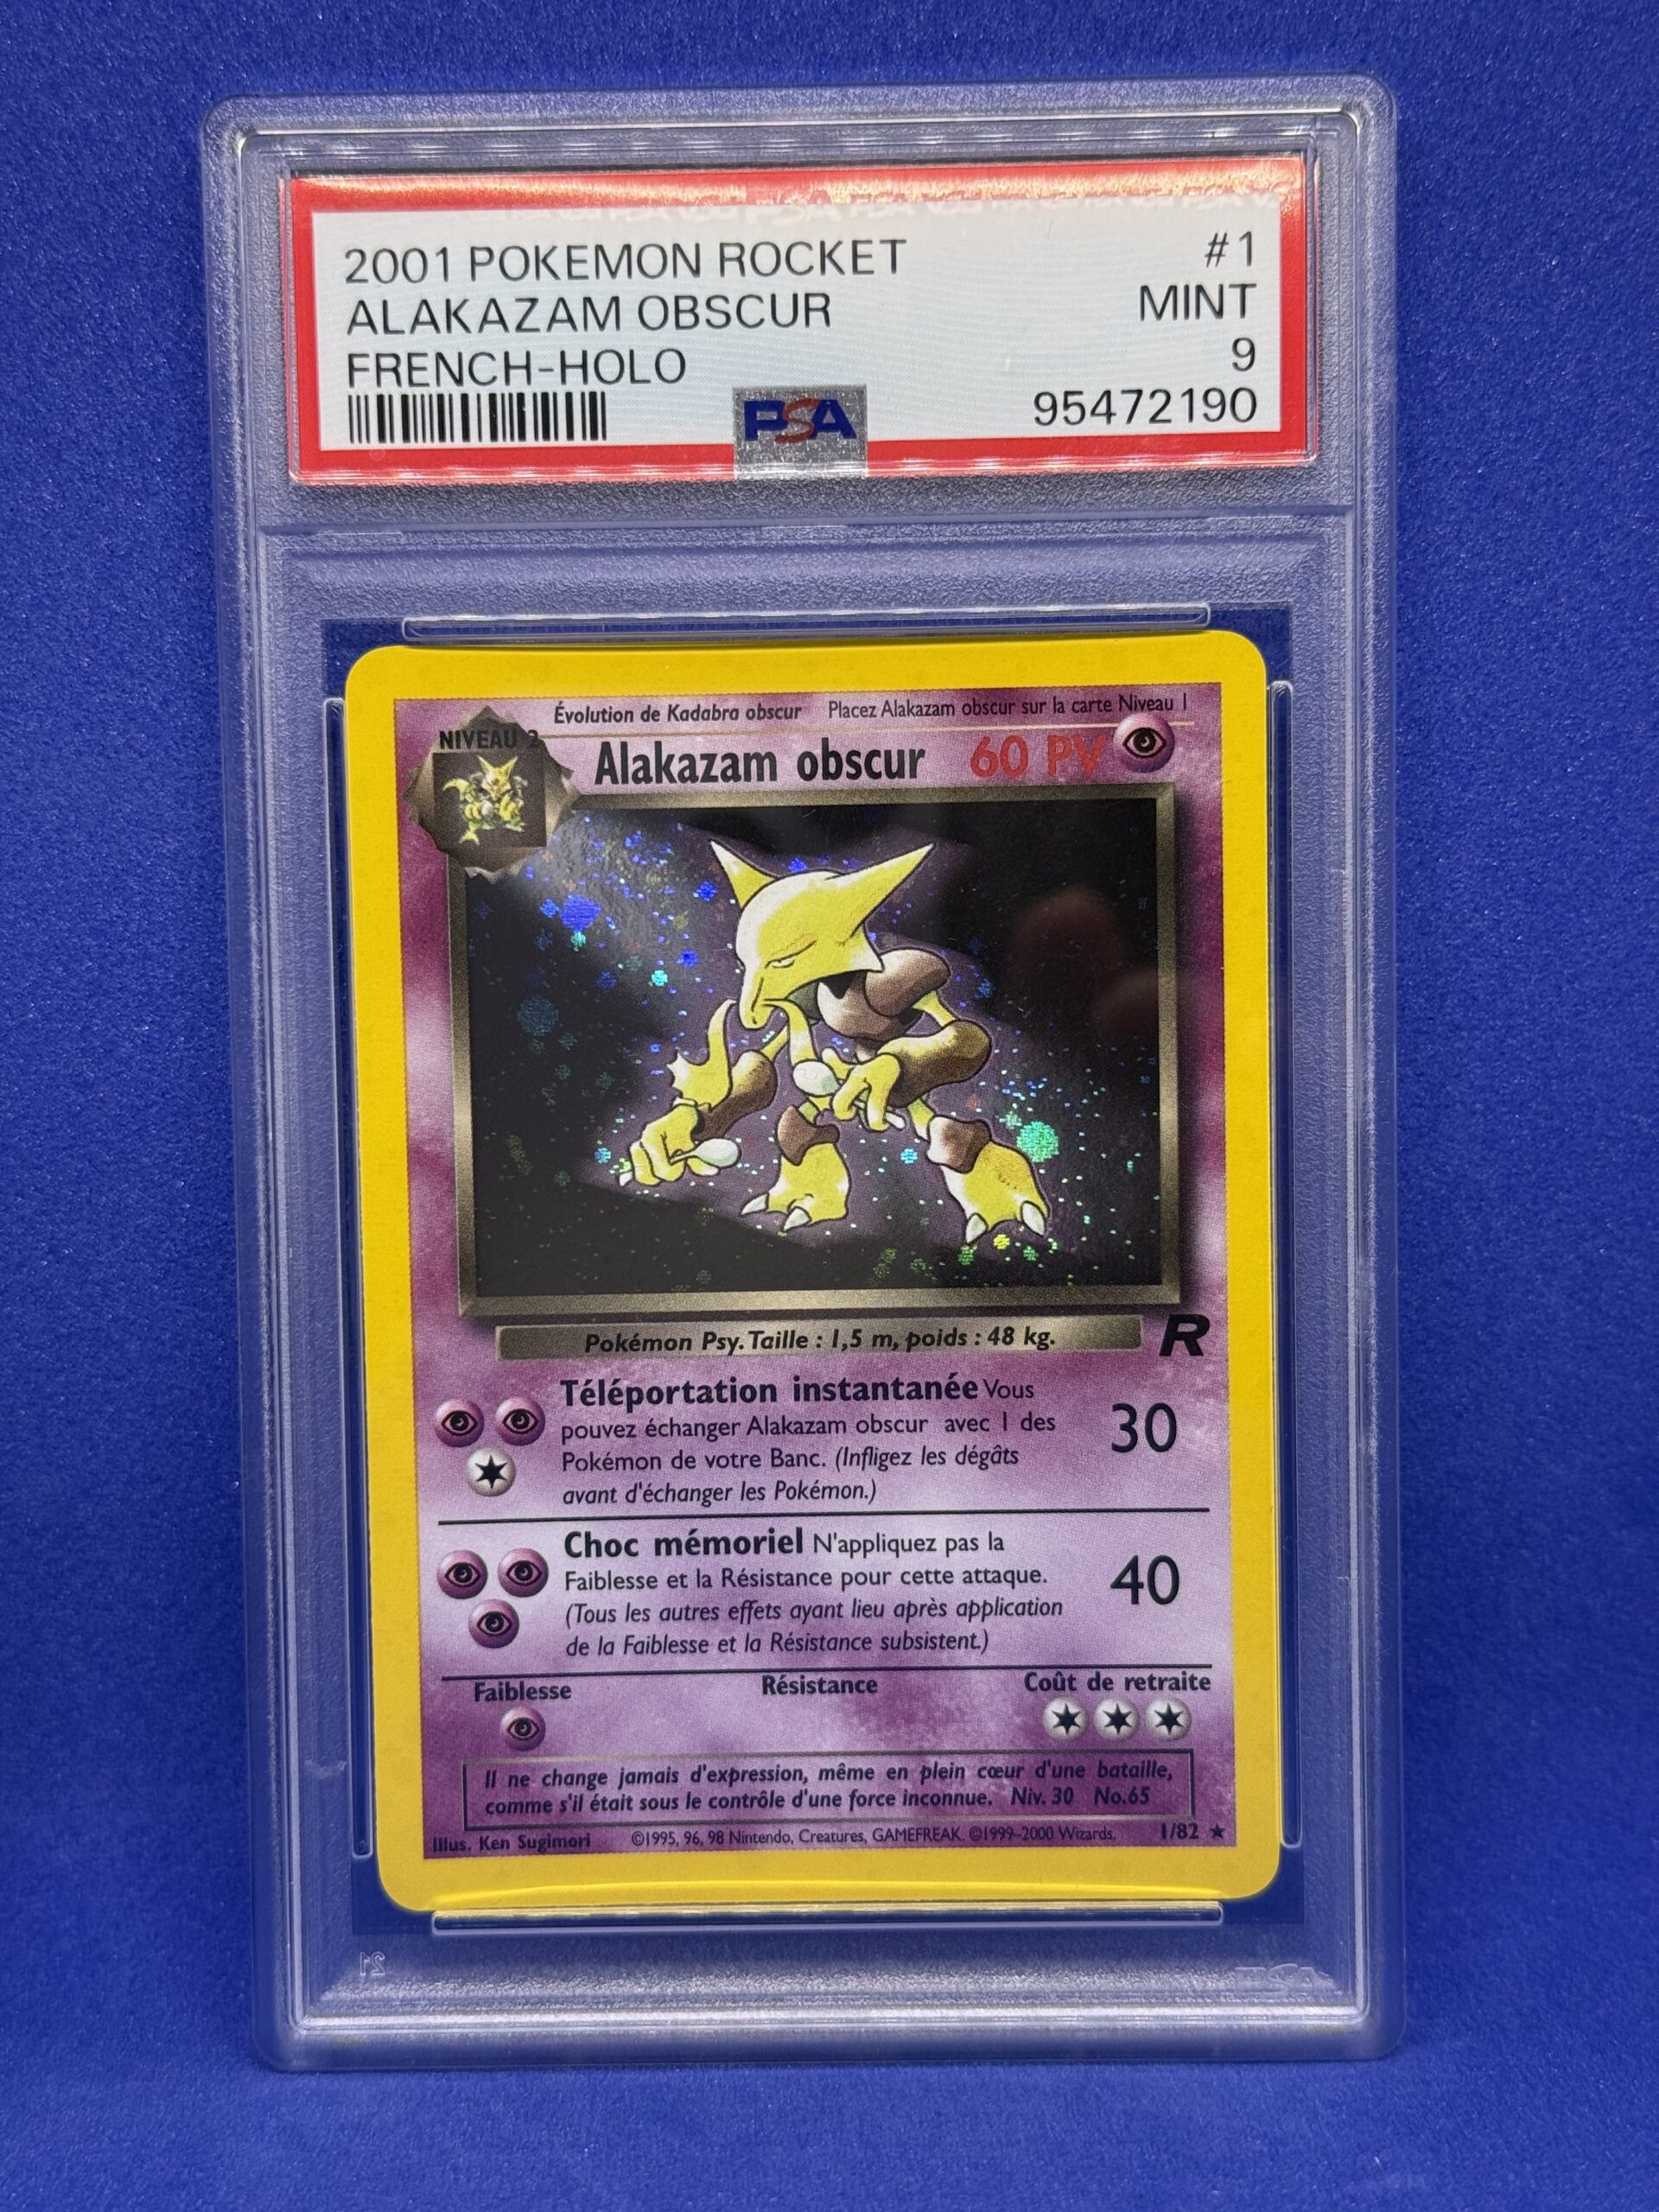 2001 POKEMON ROCKET #1
ALAKAZAM OBSCUR MINT
FRENCH-HOLO 9
PSA 95472190
Évolution de Kadabra obscur Placez Alakazam obscur sur la carte Niveau 1
NIVEAU 2
Alakazam obscur 60 PV
Pokémon Psy. Taille : 1,5 m, poids : 48 kg.
R
Téléportation instantanée Vous
pouvez échanger Alakazam obscur avec 1 des
Pokémon de votre Banc. (Infligez les dégâts
avant d'échanger les Pokémon.)
30
Choc mémoriel N'appliquez pas la
Faiblesse et la Résistance pour cette attaque.
(Tous les autres effets ayant lieu après application
de la Faiblesse et la Résistance subsistent.)
40
Faiblesse Résistance Coût de retraite
Il ne change jamais d'expression, même en plein cœur d'une bataille,
comme s'il était sous le contrôle d'une force inconnue. Niv. 30 No.65
Illus. Ken Sugimori ©1995, 96, 98 Nintendo, Creatures, GAMEFREAK. ©1999-2000 Wizards. 1/82 ★